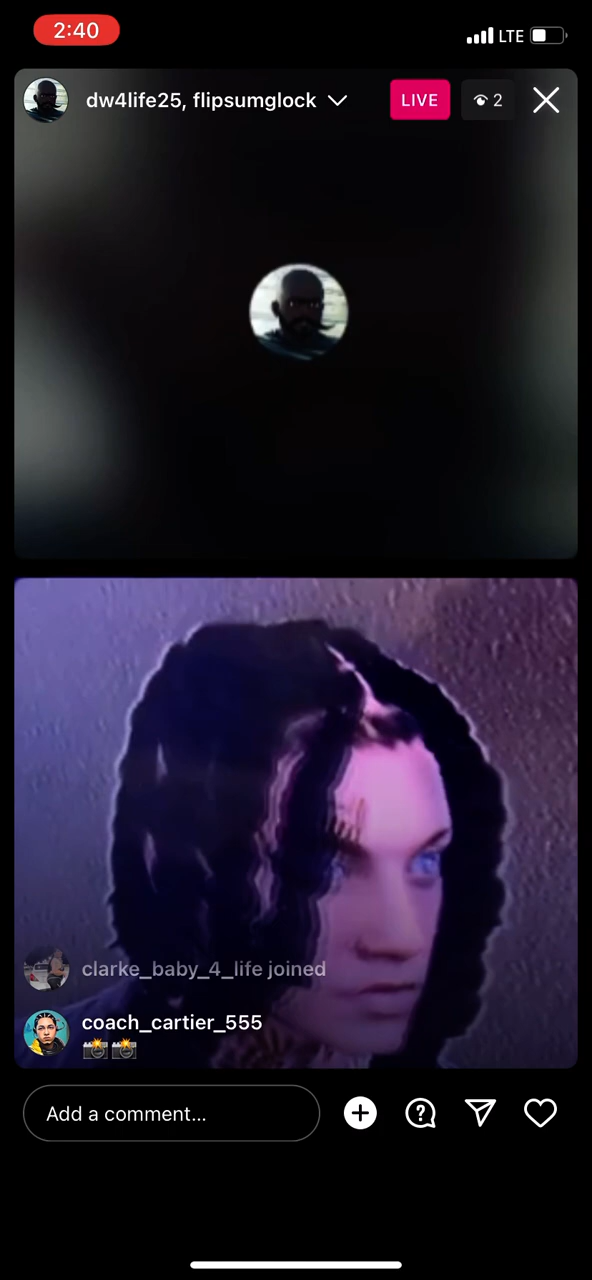 2:40
LTE
dw4life25, flipsumglock
LIVE
2
clarke_baby_4_life joined
coach_cartier_555
📸 📸
Add a comment...